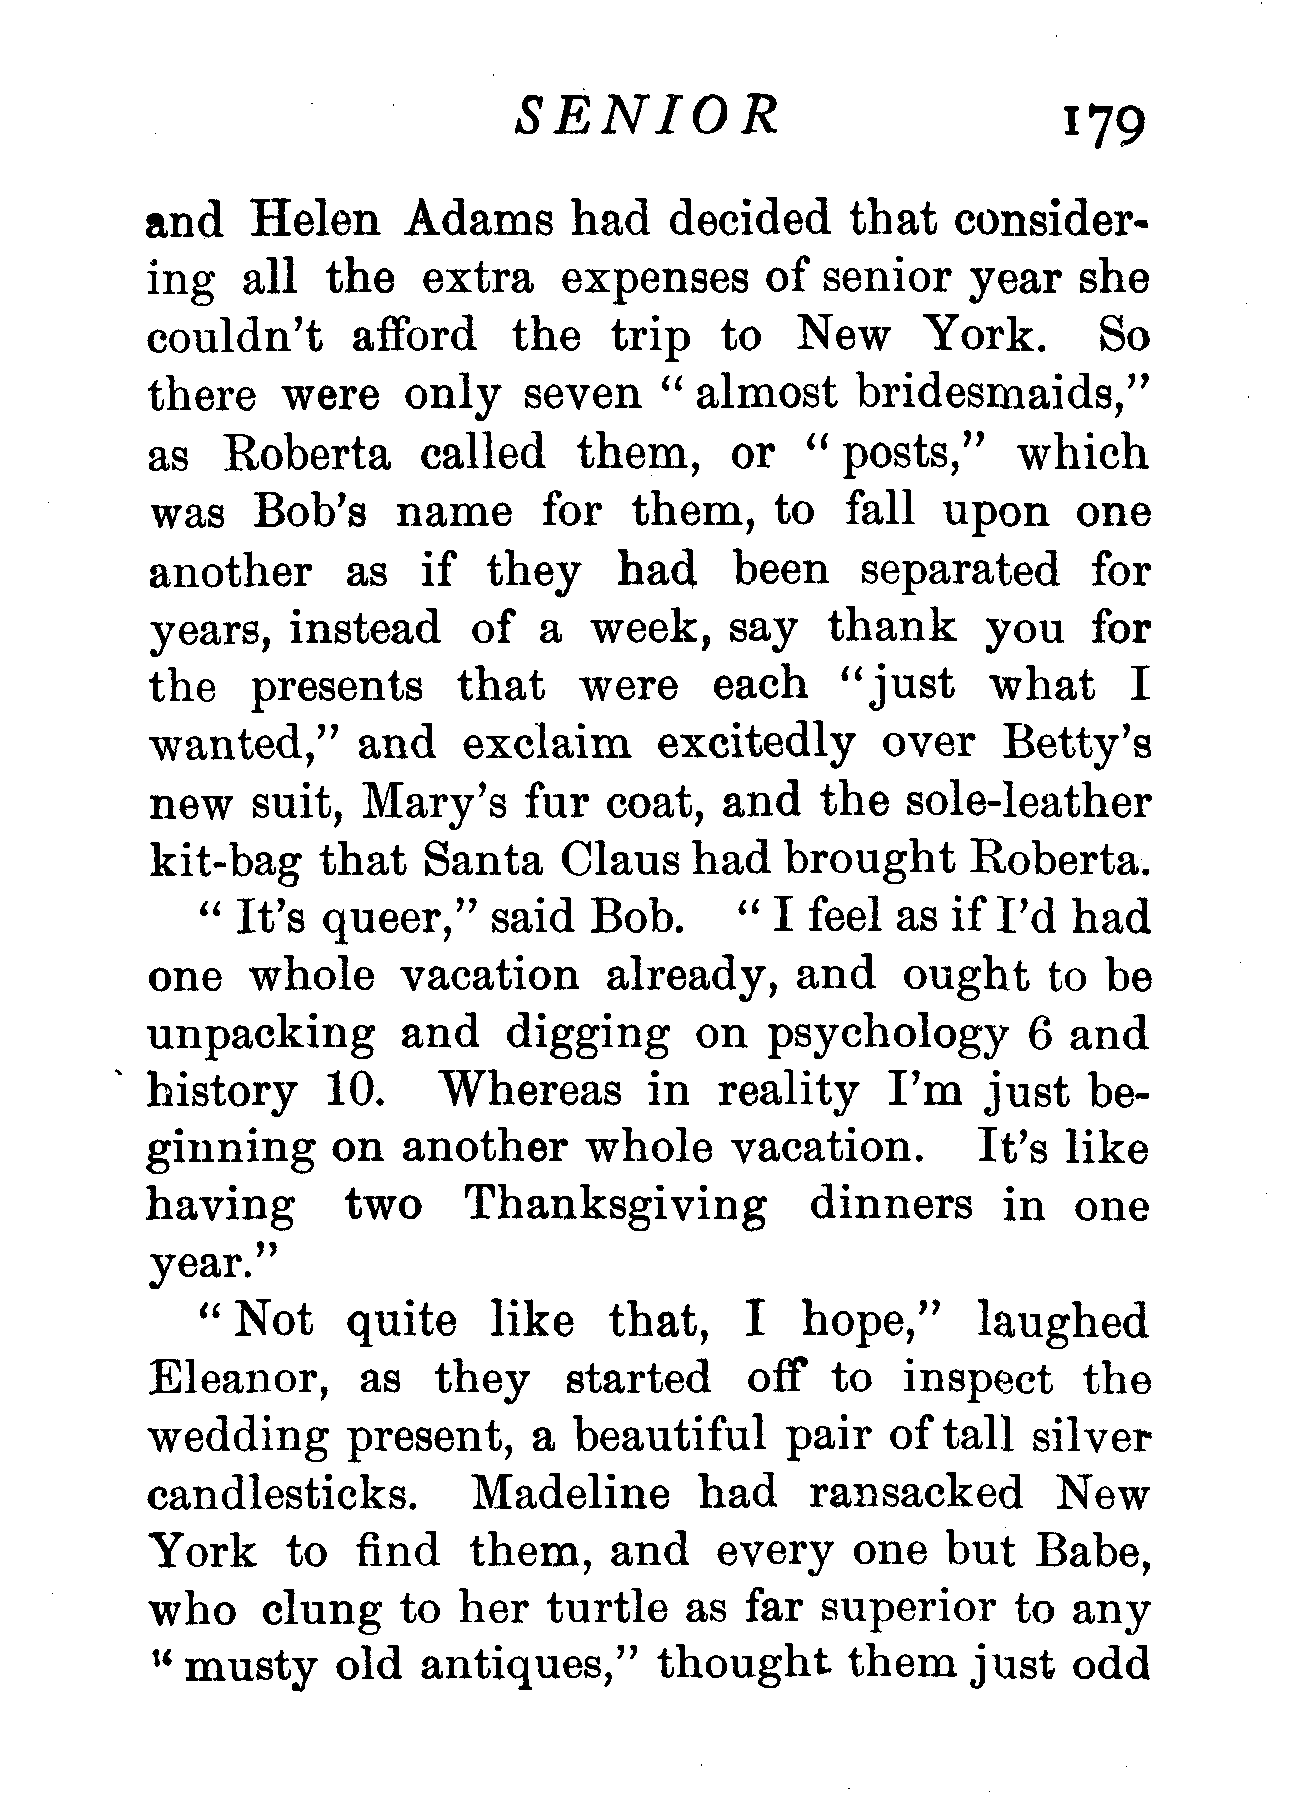 SENIOR 179
and Helen Adams had decided that consider-
ing all the extra expenses of senior year she
couldn't afford the trip to New York. So
there were only seven " almost bridesmaids,"
as Roberta called them, or " posts," which
was Bob's name for them, to fall upon one
another as if they had been separated for
years, instead of a week, say thank you for
the presents that were each "just what I
wanted," and exclaim excitedly over Betty's
new suit, Mary's fur coat, and the sole-leather
kit-bag that Santa Claus had brought Roberta.
" It's queer," said Bob. " I feel as if I'd had
one whole vacation already, and ought to be
unpacking and digging on psychology 6 and
history 10. Whereas in reality I'm just be-
ginning on another whole vacation. It's like
having two Thanksgiving dinners in one
year."
" Not quite like that, I hope," laughed
Eleanor, as they started off to inspect the
wedding present, a beautiful pair of tall silver
candlesticks. Madeline had ransacked New
York to find them, and every one but Babe,
who clung to her turtle as far superior to any
" musty old antiques," thought them just odd